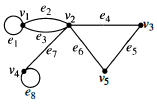 v₁
e₂
v₂
e₄
v₃
e₁
e₃
e₇
e₆
e₅
v₄
v₅
e₈